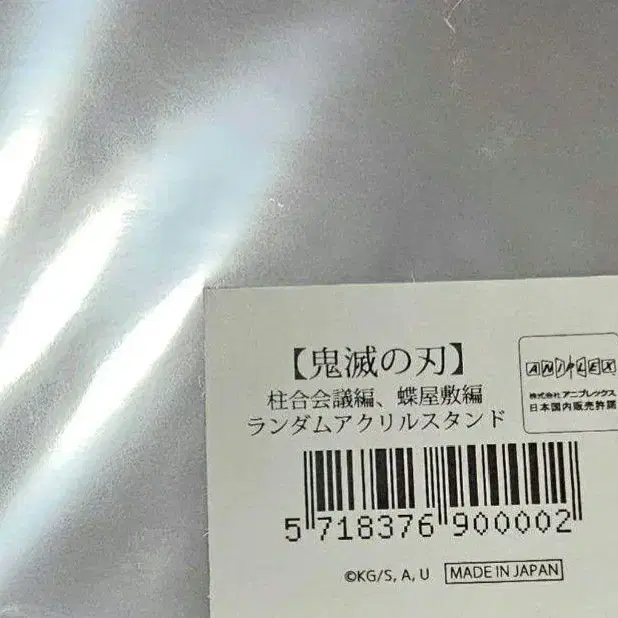 【鬼滅の刃】
柱合会議編、蝶屋敷編
ランダムアクリルスタンド
ANIPLEX
株式会社 アニプレックス
日本国内販売許諾
5 718376 900002
©KG/S, A, U MADE IN JAPAN